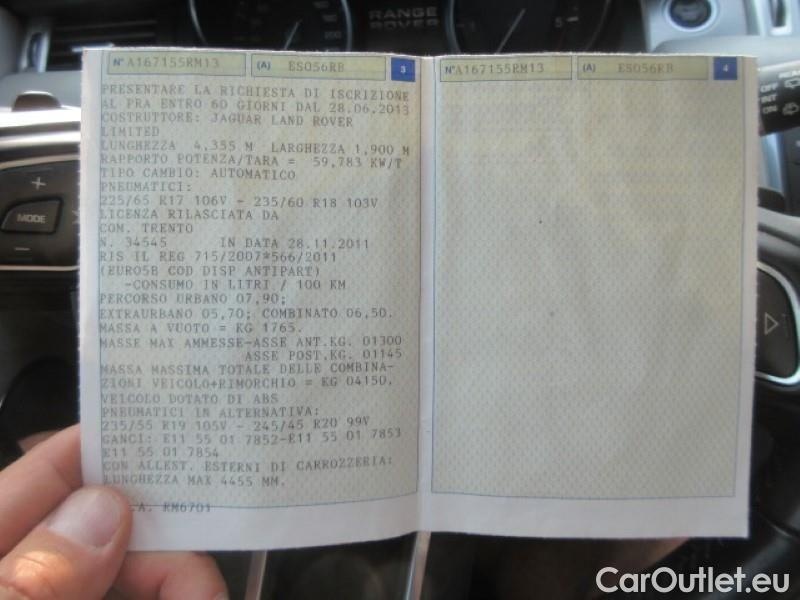 RANGE
ROVER
N° A167155RM13 (A) ES056RB 3
PRESENTARE LA RICHIESTA DI ISCRIZIONE
AL PRA ENTRO 60 GIORNI DAL 28.06.2013
COSTRUTTORE: JAGUAR LAND ROVER
LIMITED
LUNGHEZZA 4,355 M LARGHEZZA 1,900 M
RAPPORTO POTENZA/TARA = 59,783 KW/T
TIPO CAMBIO: AUTOMATICO
PNEUMATICI:
225/65 R17 106V - 235/60 R18 103V
LICENZA RILASCIATA DA
COM. TRENTO
N. 34545 IN DATA 28.11.2011
RIS IL REG 715/2007*566/2011
(EURO5B COD DISP ANTIPART)
-CONSUMO IN LITRI / 100 KM
PERCORSO URBANO 07,90;
EXTRAURBANO 05,70; COMBINATO 06,50.
MASSA A VUOTO = KG 1765.
MASSE MAX AMMESSE-ASSE ANT.KG. 01300
ASSE POST.KG. 01145
MASSA MASSIMA TOTALE DELLE COMBINA-
ZIONI VEICOLO+RIMORCHIO = KG 04150.
VEICOLO DOTATO DI ABS
PNEUMATICI IN ALTERNATIVA:
235/55 R19 105V - 245/45 R20 99V
GANCI: E11 55 01 7852-E11 55 01 7853
E11 55 01 7854
CON ALLEST. ESTERNI DI CARROZZERIA:
LUNGHEZZA MAX 4455 MM.
.A. RM6701
N° A167155RM13 (A) ES056RB 4
MODE
OFF
INT
ON
REAR
CarOutlet.eu